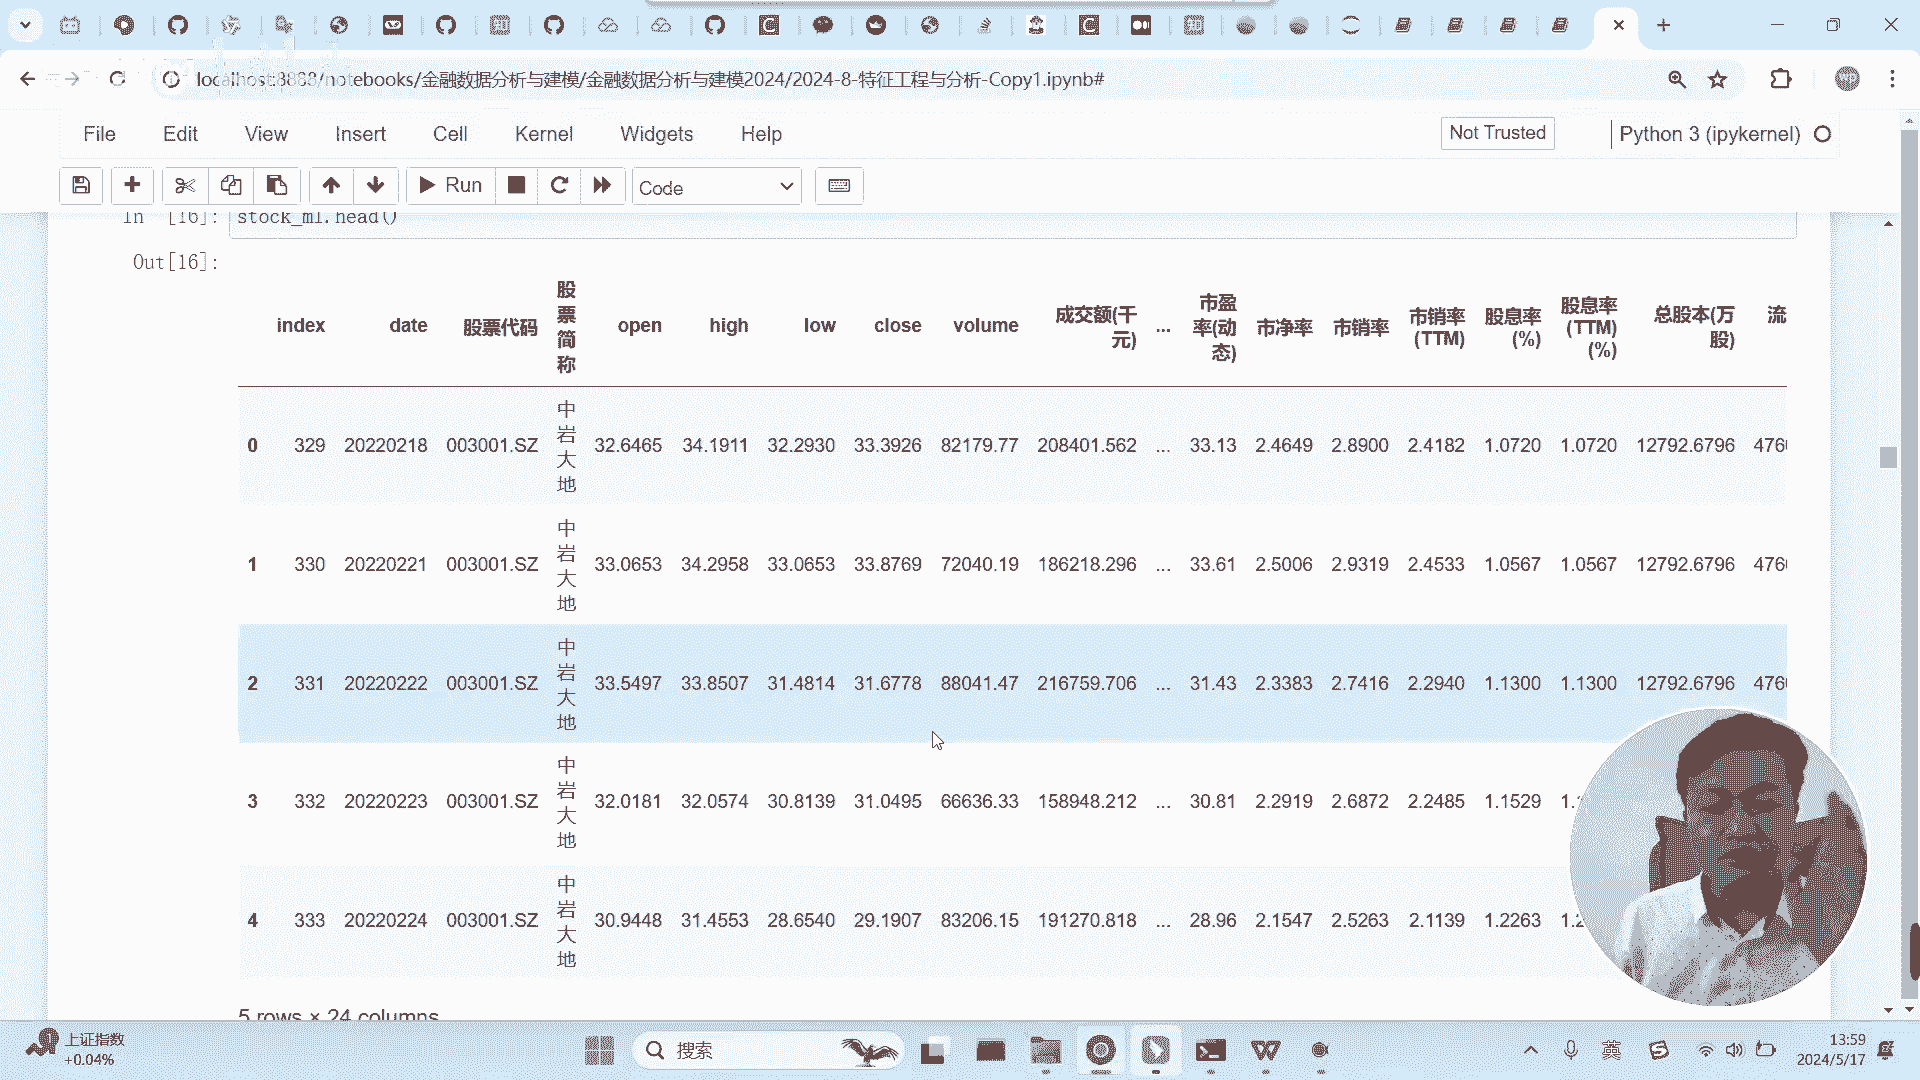 localhost:8888/notebooks/金融数据分析与建模/金融数据分析与建模2024/2024-8-特征工程与分析-Copy1.ipynb#
File Edit View Insert Cell Kernel Widgets Help
Not Trusted
Python 3 (ipykernel)
Run
Code
In [16]: stock_ml.head()
Out[16]:
index date 股票代码 股票简称 open high low close volume 成交额(千元) ... 市盈率(动态) 市净率 市销率 市销率(TTM) 股息率(%) 股息率(TTM)(%) 总股本(万股) 流
0 329 20220218 003001.SZ 中岩大地 32.6465 34.1911 32.2930 33.3926 82179.77 208401.562 ... 33.13 2.4649 2.8900 2.4182 1.0720 1.0720 12792.6796 476
1 330 20220221 003001.SZ 中岩大地 33.0653 34.2958 33.0653 33.8769 72040.19 186218.296 ... 33.61 2.5006 2.9319 2.4533 1.0567 1.0567 12792.6796 476
2 331 20220222 003001.SZ 中岩大地 33.5497 33.8507 31.4814 31.6778 88041.47 216759.706 ... 31.43 2.3383 2.7416 2.2940 1.1300 1.1300 12792.6796 476
3 332 20220223 003001.SZ 中岩大地 32.0181 32.0574 30.8139 31.0495 66636.33 158948.212 ... 30.81 2.2919 2.6872 2.2485 1.1529 1.
4 333 20220224 003001.SZ 中岩大地 30.9448 31.4553 28.6540 29.1907 83206.15 191270.818 ... 28.96 2.1547 2.5263 2.1139 1.2263 1.2
5 rows × 24 columns
上证指数
+0.04%
搜索
英
13:59
2024/5/17